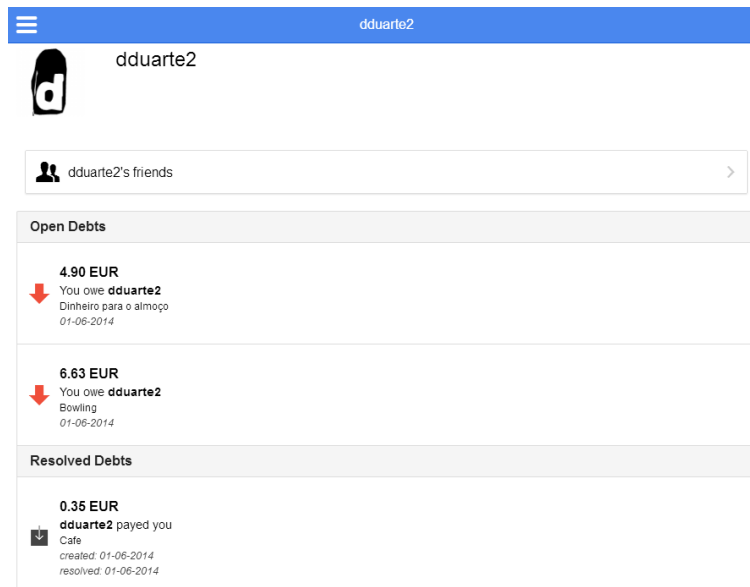 dduarte2
dduarte2
d
dduarte2's friends
Open Debts
4.90 EUR
You owe dduarte2
Dinheiro para o almoço
01-06-2014
6.63 EUR
You owe dduarte2
Bowling
01-06-2014
Resolved Debts
0.35 EUR
dduarte2 payed you
Cafe
created: 01-06-2014
resolved: 01-06-2014